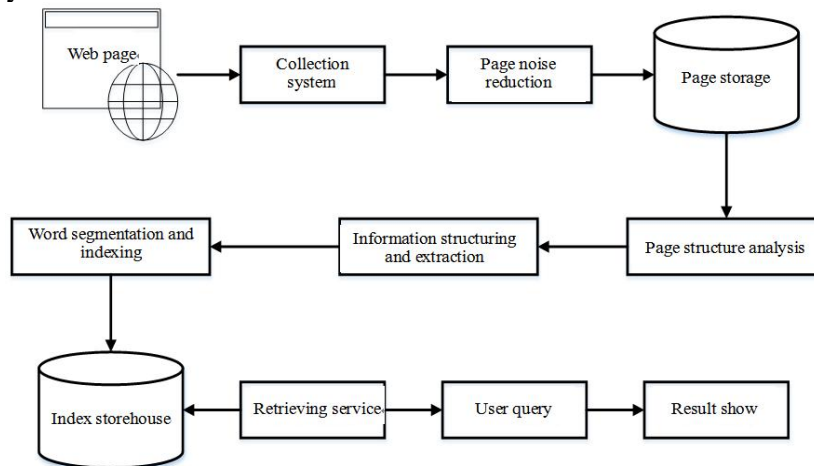 Web page
Collection
system
Page noise
reduction
Page storage
Word segmentation and
indexing
Information structuring
and extraction
Page structure analysis
Index storehouse
Retrieving service
User query
Result show